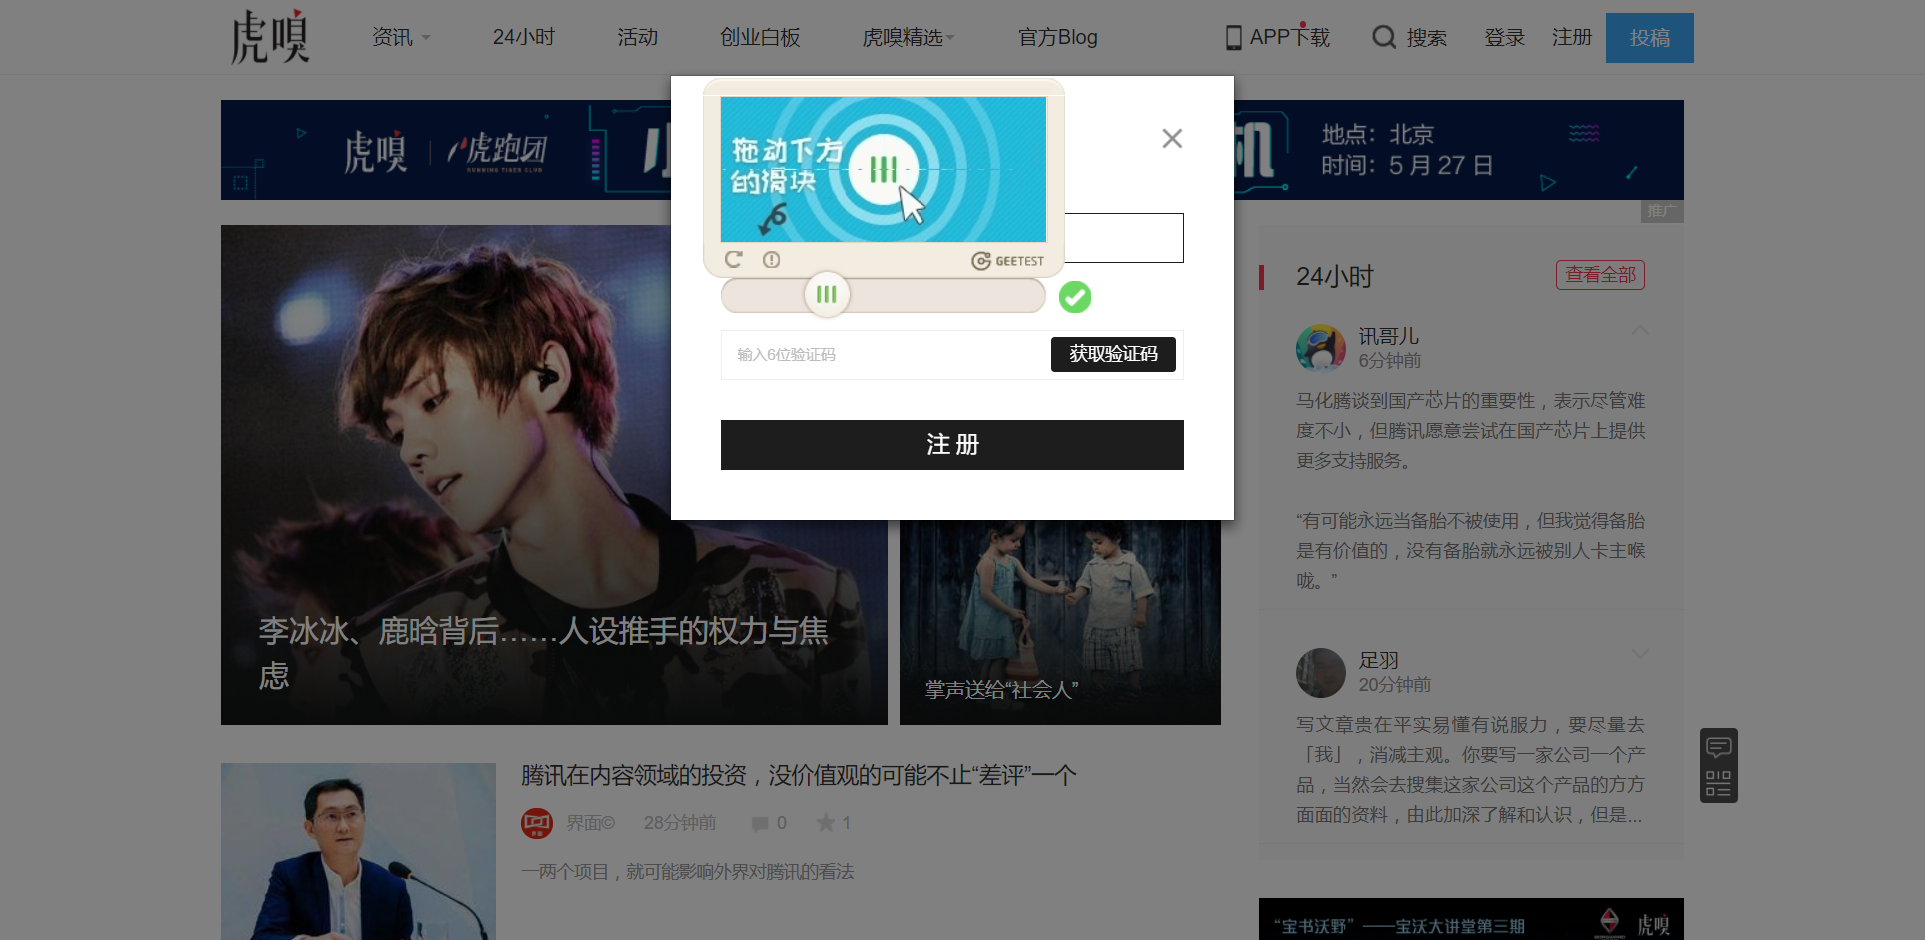 虎嗅
资讯
24小时
活动
创业白板
虎嗅精选
官方Blog
APP下载
搜索
登录
注册
投稿
虎嗅
虎跑团
RUNNING TIGER CLUB
地点：北京
时间：5月27日
推广
拖动下方
的滑块
GEETEST
输入6位验证码
获取验证码
注 册
李冰冰、鹿晗背后……人设推手的权力与焦
虑
掌声送给“社会人”
腾讯在内容领域的投资，没价值观的可能不止“差评”一个
界面©
28分钟前
0
1
一两个项目，就可能影响外界对腾讯的看法
24小时
查看全部
讯哥儿
6分钟前
马化腾谈到国产芯片的重要性，表示尽管难
度不小，但腾讯愿意尝试在国产芯片上提供
更多支持服务。
“有可能永远当备胎不被使用，但我觉得备胎
是有价值的，没有备胎就永远被别人卡主喉
咙。”
足羽
20分钟前
写文章贵在平实易懂有说服力，要尽量去
「我」，消减主观。你要写一家公司一个产
品，当然会去搜集这家公司这个产品的方方
面面的资料，由此加深了解和认识，但是...
“宝书沃野”——宝沃大讲堂第三期
虎嗅